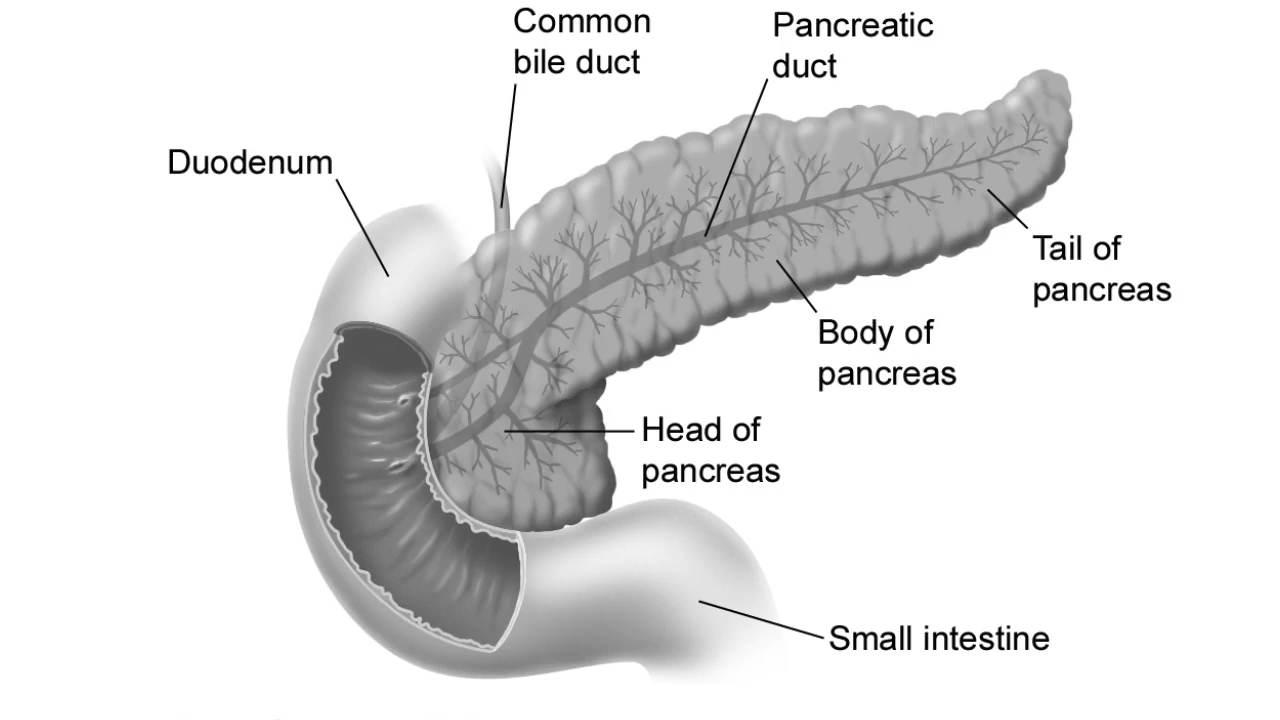 Common
bile duct
Pancreatic
duct
Duodenum
Tail of
pancreas
Body of
pancreas
Head of
pancreas
Small intestine